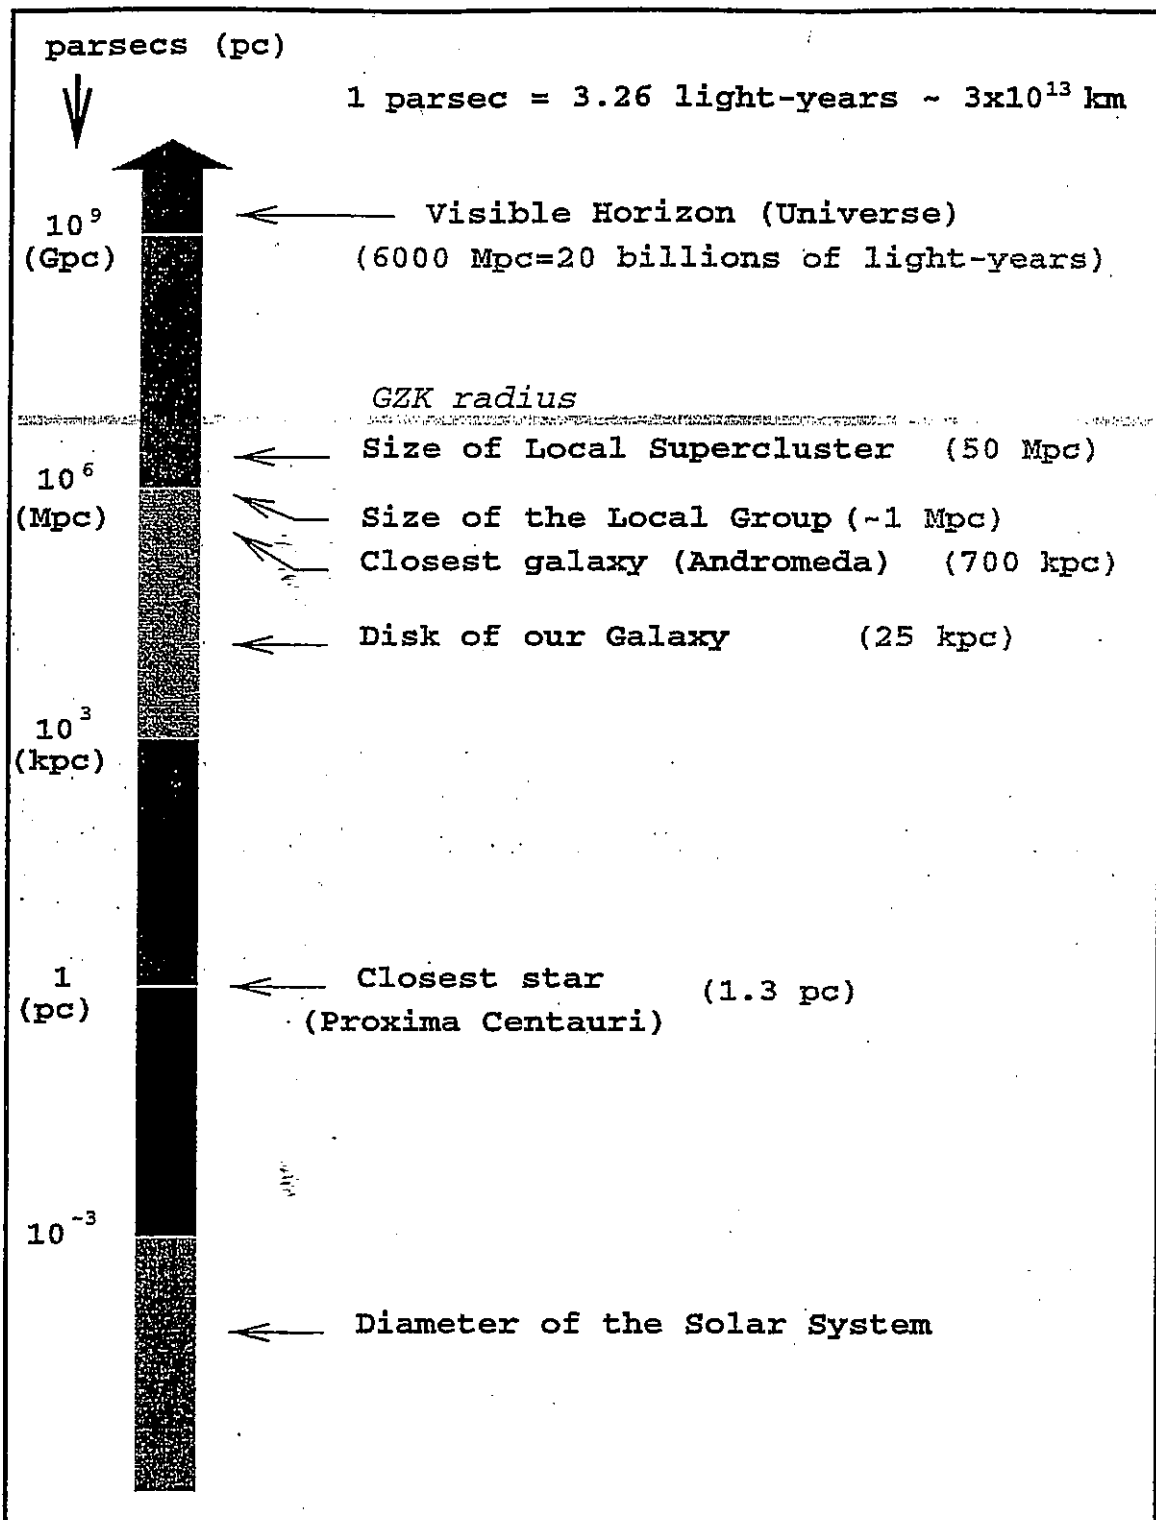 parsecs (pc)
1 parsec = 3.26 light-years ~ 3x10¹³ km
10⁹
(Gpc)
Visible Horizon (Universe)
(6000 Mpc=20 billions of light-years)
GZK radius
Size of Local Supercluster (50 Mpc)
10⁶
(Mpc)
Size of the Local Group (~1 Mpc)
Closest galaxy (Andromeda) (700 kpc)
Disk of our Galaxy (25 kpc)
10³
(kpc)
1
(pc)
Closest star (1.3 pc)
(Proxima Centauri)
10⁻³
Diameter of the Solar System